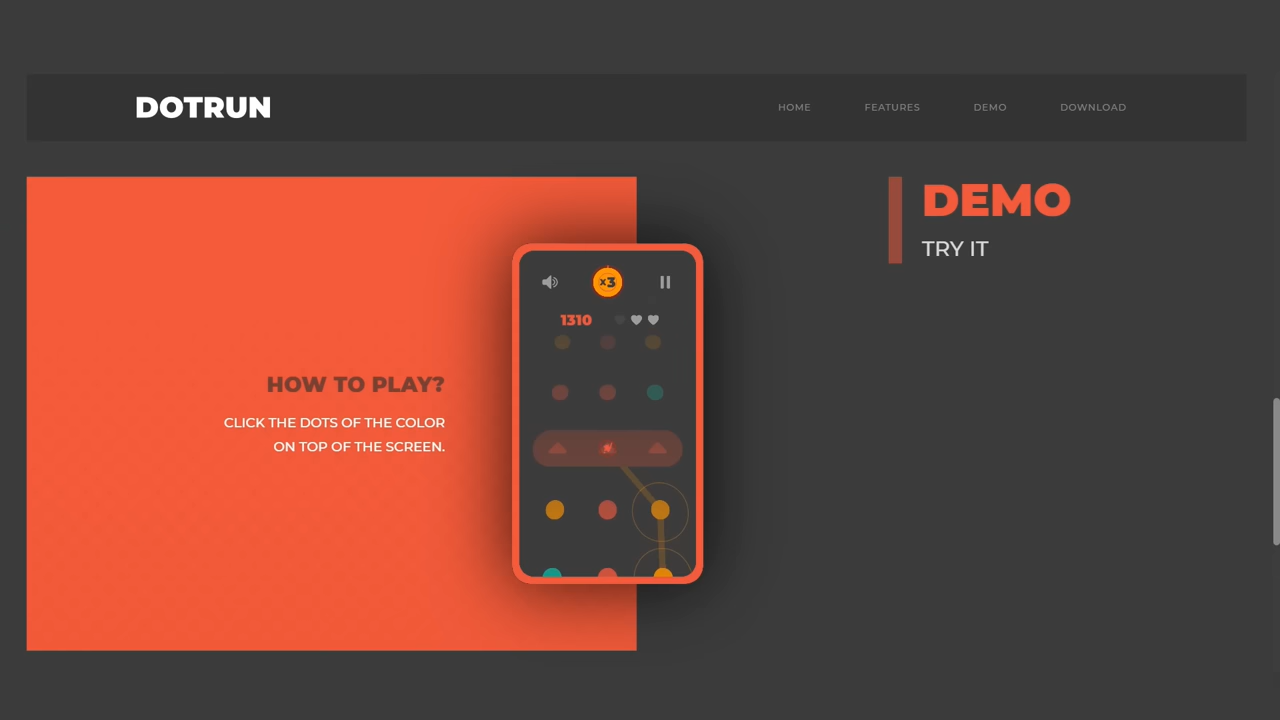 DOTRUN
HOME FEATURES DEMO DOWNLOAD
DEMO
TRY IT
x3
1310
HOW TO PLAY?
CLICK THE DOTS OF THE COLOR
ON TOP OF THE SCREEN.